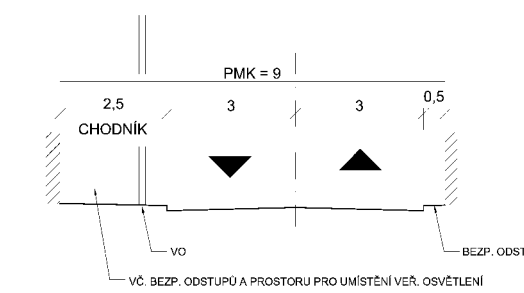 PMK = 9
2,5 3 3 0,5
CHODNÍK
VO
BEZP. ODST
VČ. BEZP. ODSTUPŮ A PROSTORU PRO UMÍSTĚNÍ VEŘ. OSVĚTLENÍ